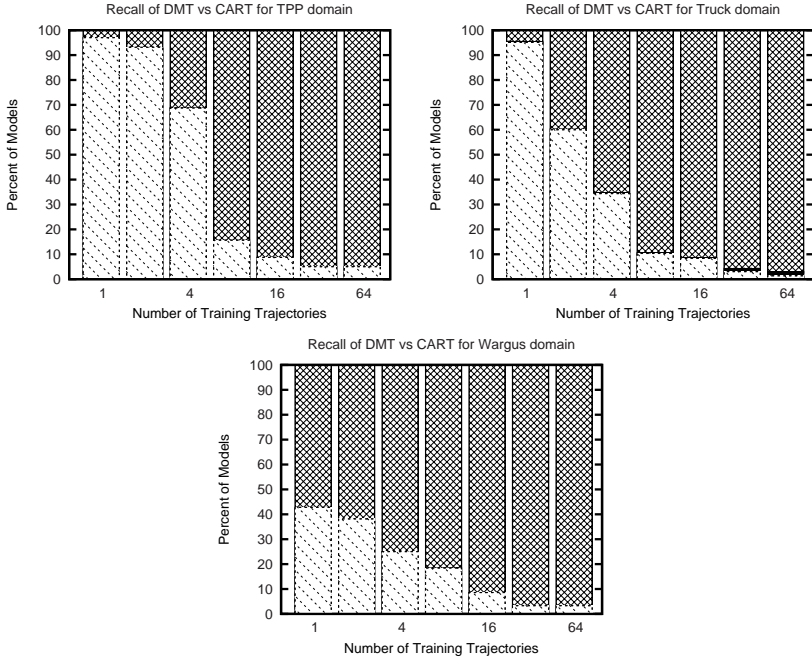 Recall of DMT vs CART for TPP domain
Percent of Models
100
90
80
70
60
50
40
30
20
10
0
1 4 16 64
Number of Training Trajectories
Recall of DMT vs CART for Truck domain
Percent of Models
100
90
80
70
60
50
40
30
20
10
0
1 4 16 64
Number of Training Trajectories
Recall of DMT vs CART for Wargus domain
Percent of Models
100
90
80
70
60
50
40
30
20
10
0
1 4 16 64
Number of Training Trajectories